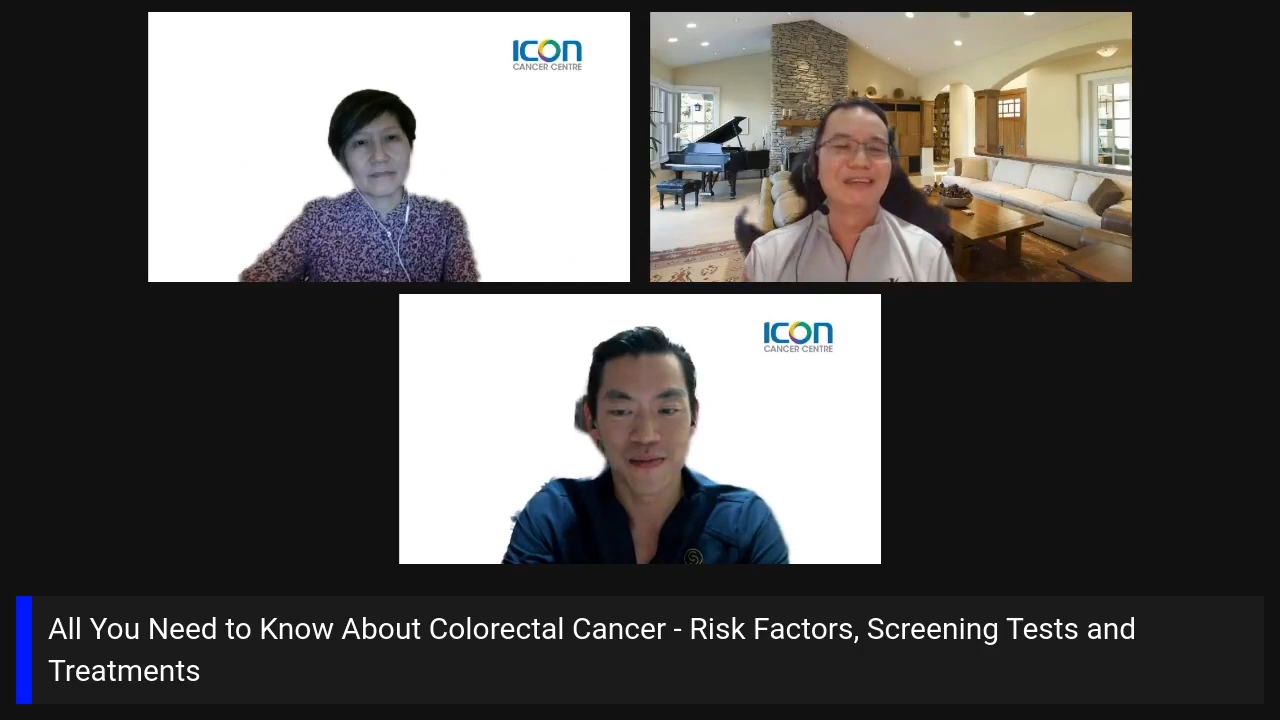 ICON
CANCER CENTRE
ICON
CANCER CENTRE
All You Need to Know About Colorectal Cancer - Risk Factors, Screening Tests and
Treatments